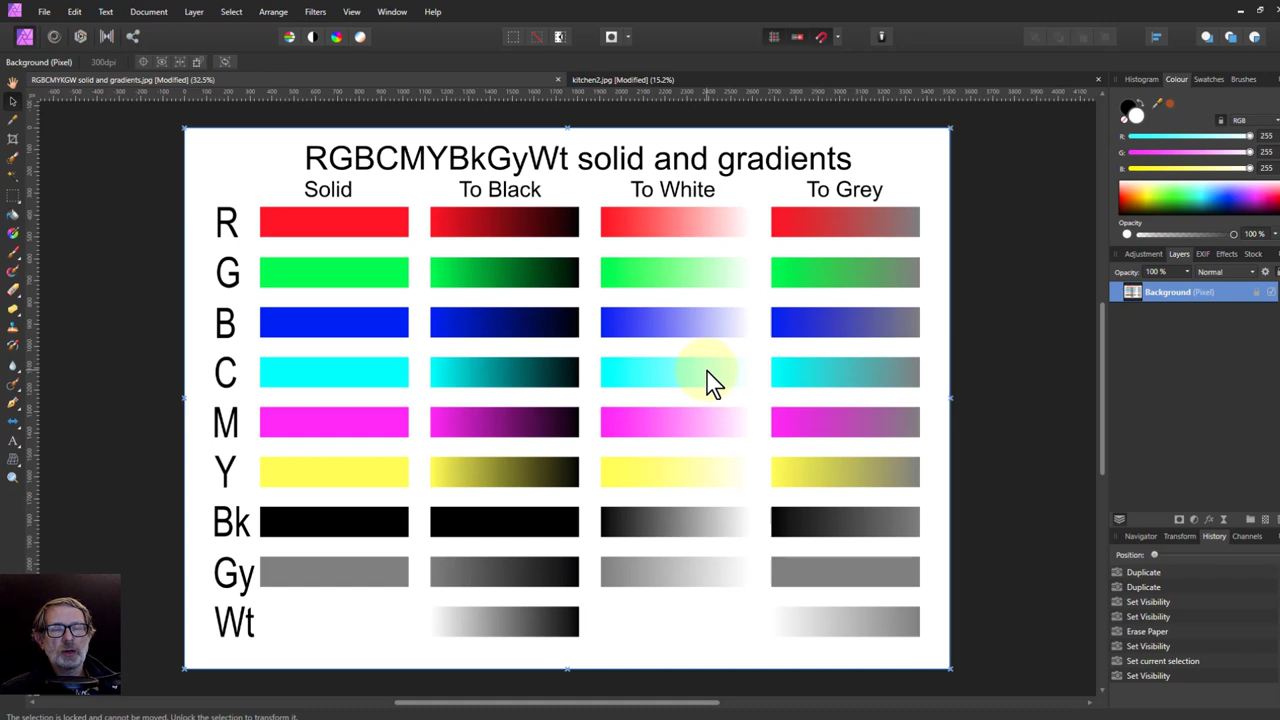 File Edit Text Document Layer Select Arrange Filters View Window Help
Background (Pixel) 300dpi
RGBCMYKGW solid and gradients.jpg [Modified] (32.5%) kitchen2.jpg [Modified] (15.2%)
Histogram Colour Swatches Brushes
RGB
R: 255
G: 255
B: 255
Opacity
100 %
Adjustment Layers EXIF Effects Stock
Opacity: 100 % Normal
Background (Pixel)
RGBCMYBkGyWt solid and gradients
Solid To Black To White To Grey
R
G
B
C
M
Y
Bk
Gy
Wt
Navigator Transform History Channels
Position:
Duplicate
Duplicate
Set Visibility
Set Visibility
Erase Paper
Set Visibility
Set current selection
Set Visibility
The selection is locked and cannot be moved. Unlock the selection to transform it.